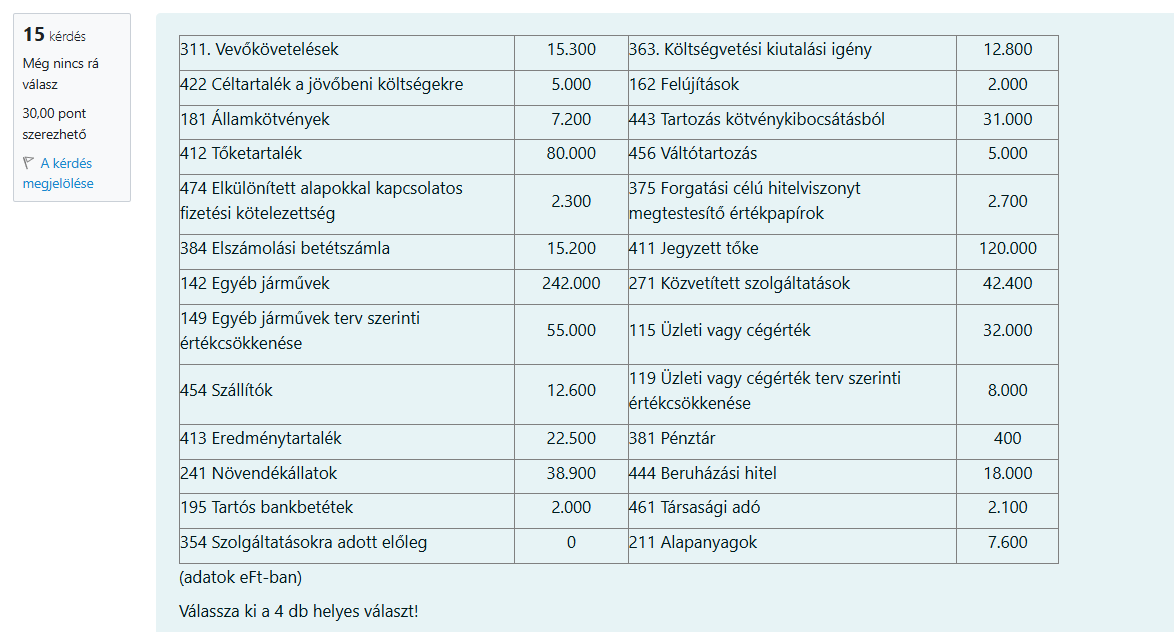 15 kérdés
Még nincs rá
válasz
30,00 pont
szerezhető
A kérdés
megjelölése
311. Vevőkövetelések 15.300 363. Költségvetési kiutalási igény 12.800
422 Céltartalék a jövőbeni költségekre 5.000 162 Felújítások 2.000
181 Államkötvények 7.200 443 Tartozás kötvénykibocsátásból 31.000
412 Tőketartalék 80.000 456 Váltótartozás 5.000
474 Elkülönített alapokkal kapcsolatos
fizetési kötelezettség 2.300
375 Forgatási célú hitelviszonyt
megtestesítő értékpapírok 2.700
384 Elszámolási betétszámla 15.200 411 Jegyzett tőke 120.000
142 Egyéb járművek 242.000 271 Közvetített szolgáltatások 42.400
149 Egyéb járművek terv szerinti
értékcsökkenése 55.000 115 Üzleti vagy cégérték 32.000
454 Szállítók 12.600 119 Üzleti vagy cégérték terv szerinti
értékcsökkenése 8.000
413 Eredménytartalék 22.500 381 Pénztár 400
241 Növendékállatok 38.900 444 Beruházási hitel 18.000
195 Tartós bankbetétek 2.000 461 Társasági adó 2.100
354 Szolgáltatásokra adott előleg 0 211 Alapanyagok 7.600
(adatok eFt-ban)
Válassza ki a 4 db helyes választ!